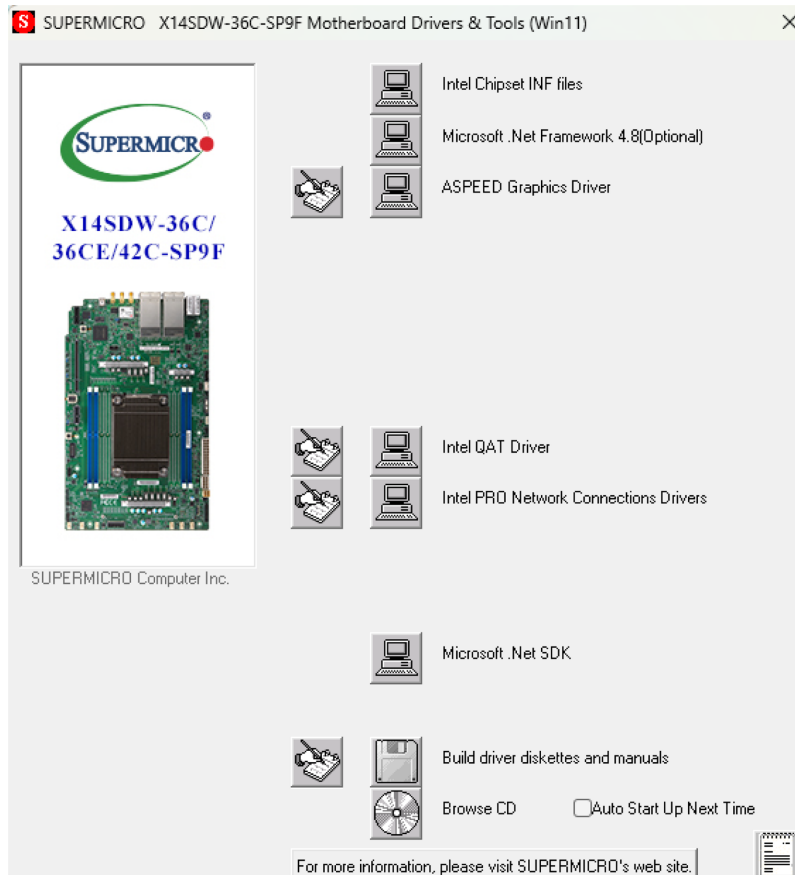 SUPERMICRO X14SDW-36C-SP9F Motherboard Drivers & Tools (Win11)
SUPERMICR
X14SDW-36C/
36CE/42C-SP9F
SUPERMICRO Computer Inc.
Intel Chipset INF files
Microsoft .Net Framework 4.8(Optional)
ASPEED Graphics Driver
Intel QAT Driver
Intel PRO Network Connections Drivers
Microsoft .Net SDK
Build driver diskettes and manuals
Browse CD
Auto Start Up Next Time
For more information, please visit SUPERMICRO's web site.